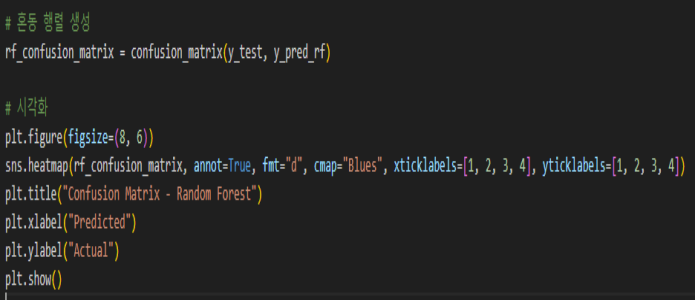 # 혼동 행렬 생성
rf_confusion_matrix = confusion_matrix(y_test, y_pred_rf)
# 시각화
plt.figure(figsize=(8, 6))
sns.heatmap(rf_confusion_matrix, annot=True, fmt="d", cmap="Blues", xticklabels=[1, 2, 3, 4], yticklabels=[1, 2, 3, 4])
plt.title("Confusion Matrix - Random Forest")
plt.xlabel("Predicted")
plt.ylabel("Actual")
plt.show()